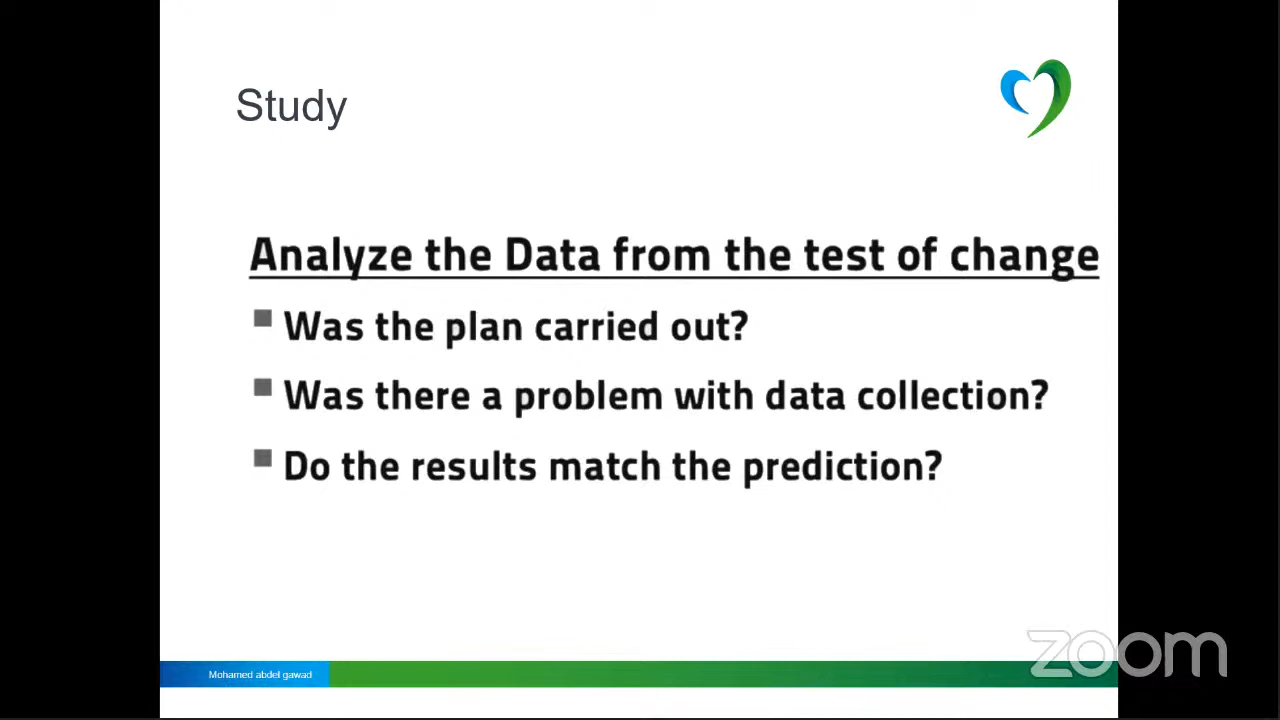 Study
Analyze the Data from the test of change
Was the plan carried out?
Was there a problem with data collection?
Do the results match the prediction?
Mohamed abdel gawad
zoom